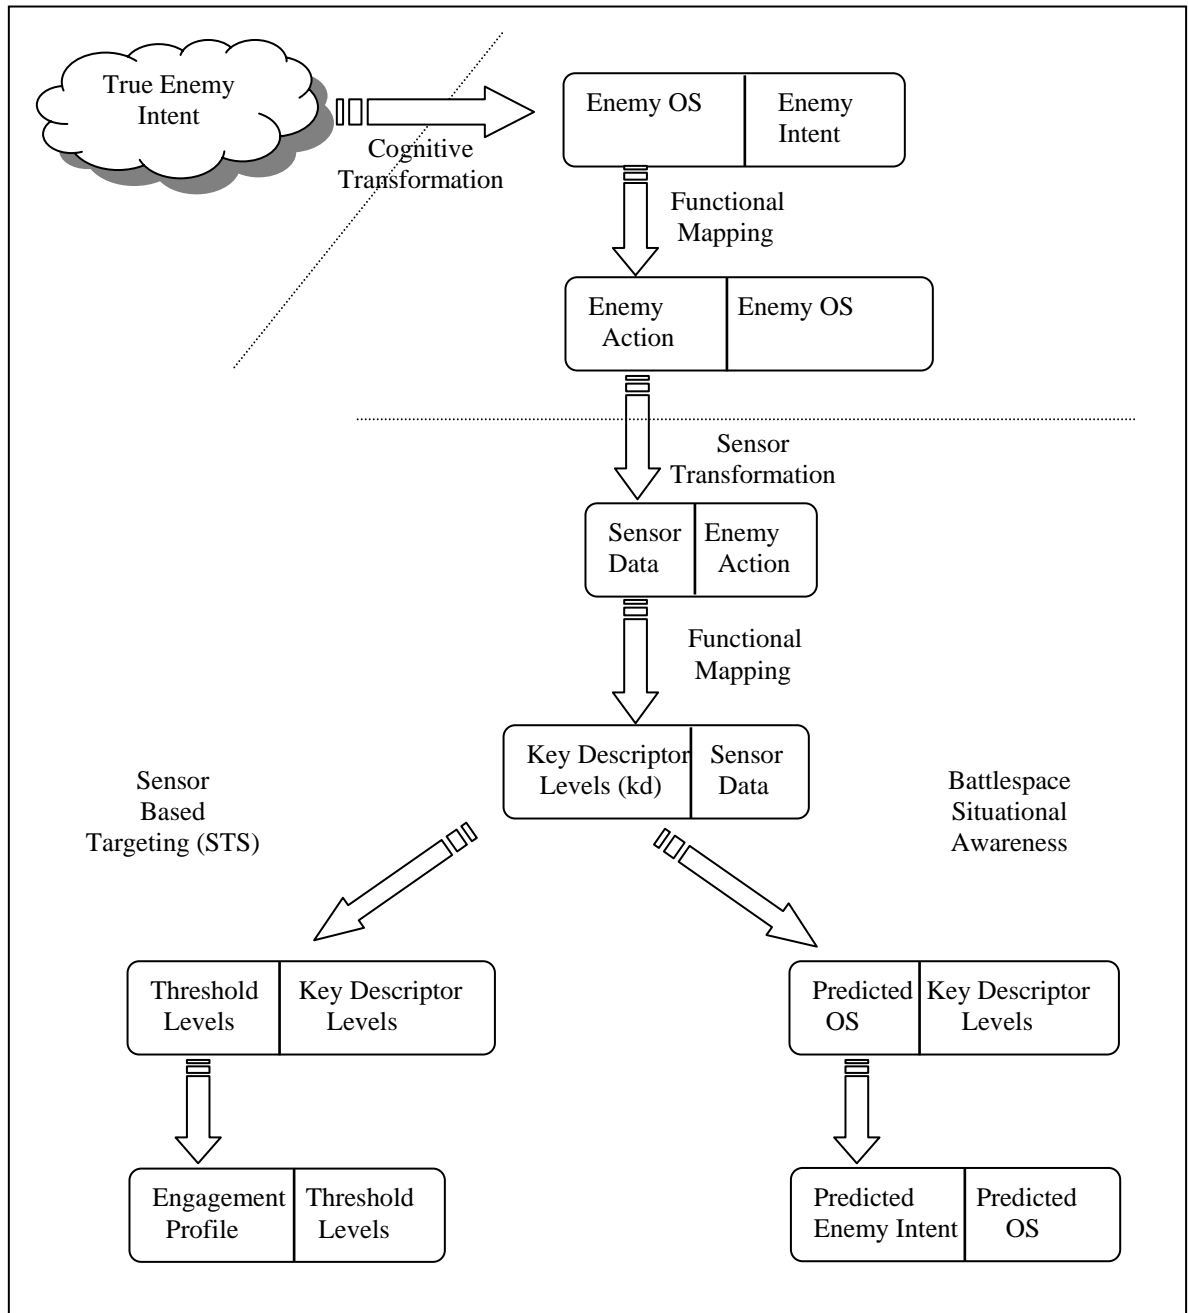 True Enemy
Intent
Cognitive
Transformation
Enemy OS
Enemy
Intent
Functional
Mapping
Enemy
Action
Enemy OS
Sensor
Transformation
Sensor
Data
Enemy
Action
Functional
Mapping
Key Descriptor
Levels (kd)
Sensor
Data
Sensor
Based
Targeting (STS)
Battlespace
Situational
Awareness
Threshold
Levels
Key Descriptor
Levels
Predicted
OS
Key Descriptor
Levels
Engagement
Profile
Threshold
Levels
Predicted
Enemy Intent
Predicted
OS